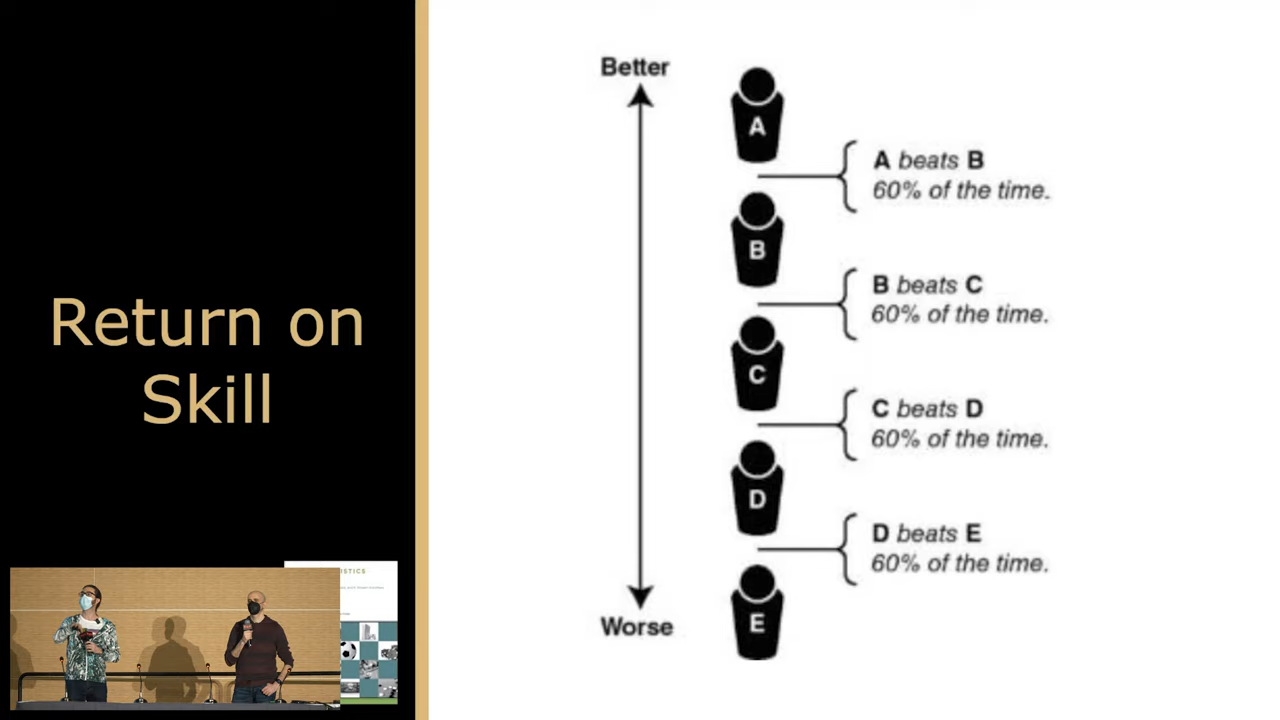 Return on
Skill
Better
A
A beats B
60% of the time.
B
B beats C
60% of the time.
C
C beats D
60% of the time.
D
D beats E
60% of the time.
E
Worse